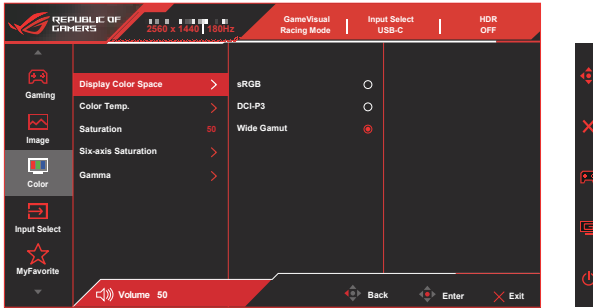 REPUBLIC OF
GAMERS
2560 x 1440 180Hz
GameVisual
Racing Mode
Input Select
USB-C
HDR
OFF
Gaming
Image
Color
Input Select
MyFavorite
Display Color Space
Color Temp.
Saturation 50
Six-axis Saturation
Gamma
sRGB
DCI-P3
Wide Gamut
Volume 50
Back
Enter
Exit